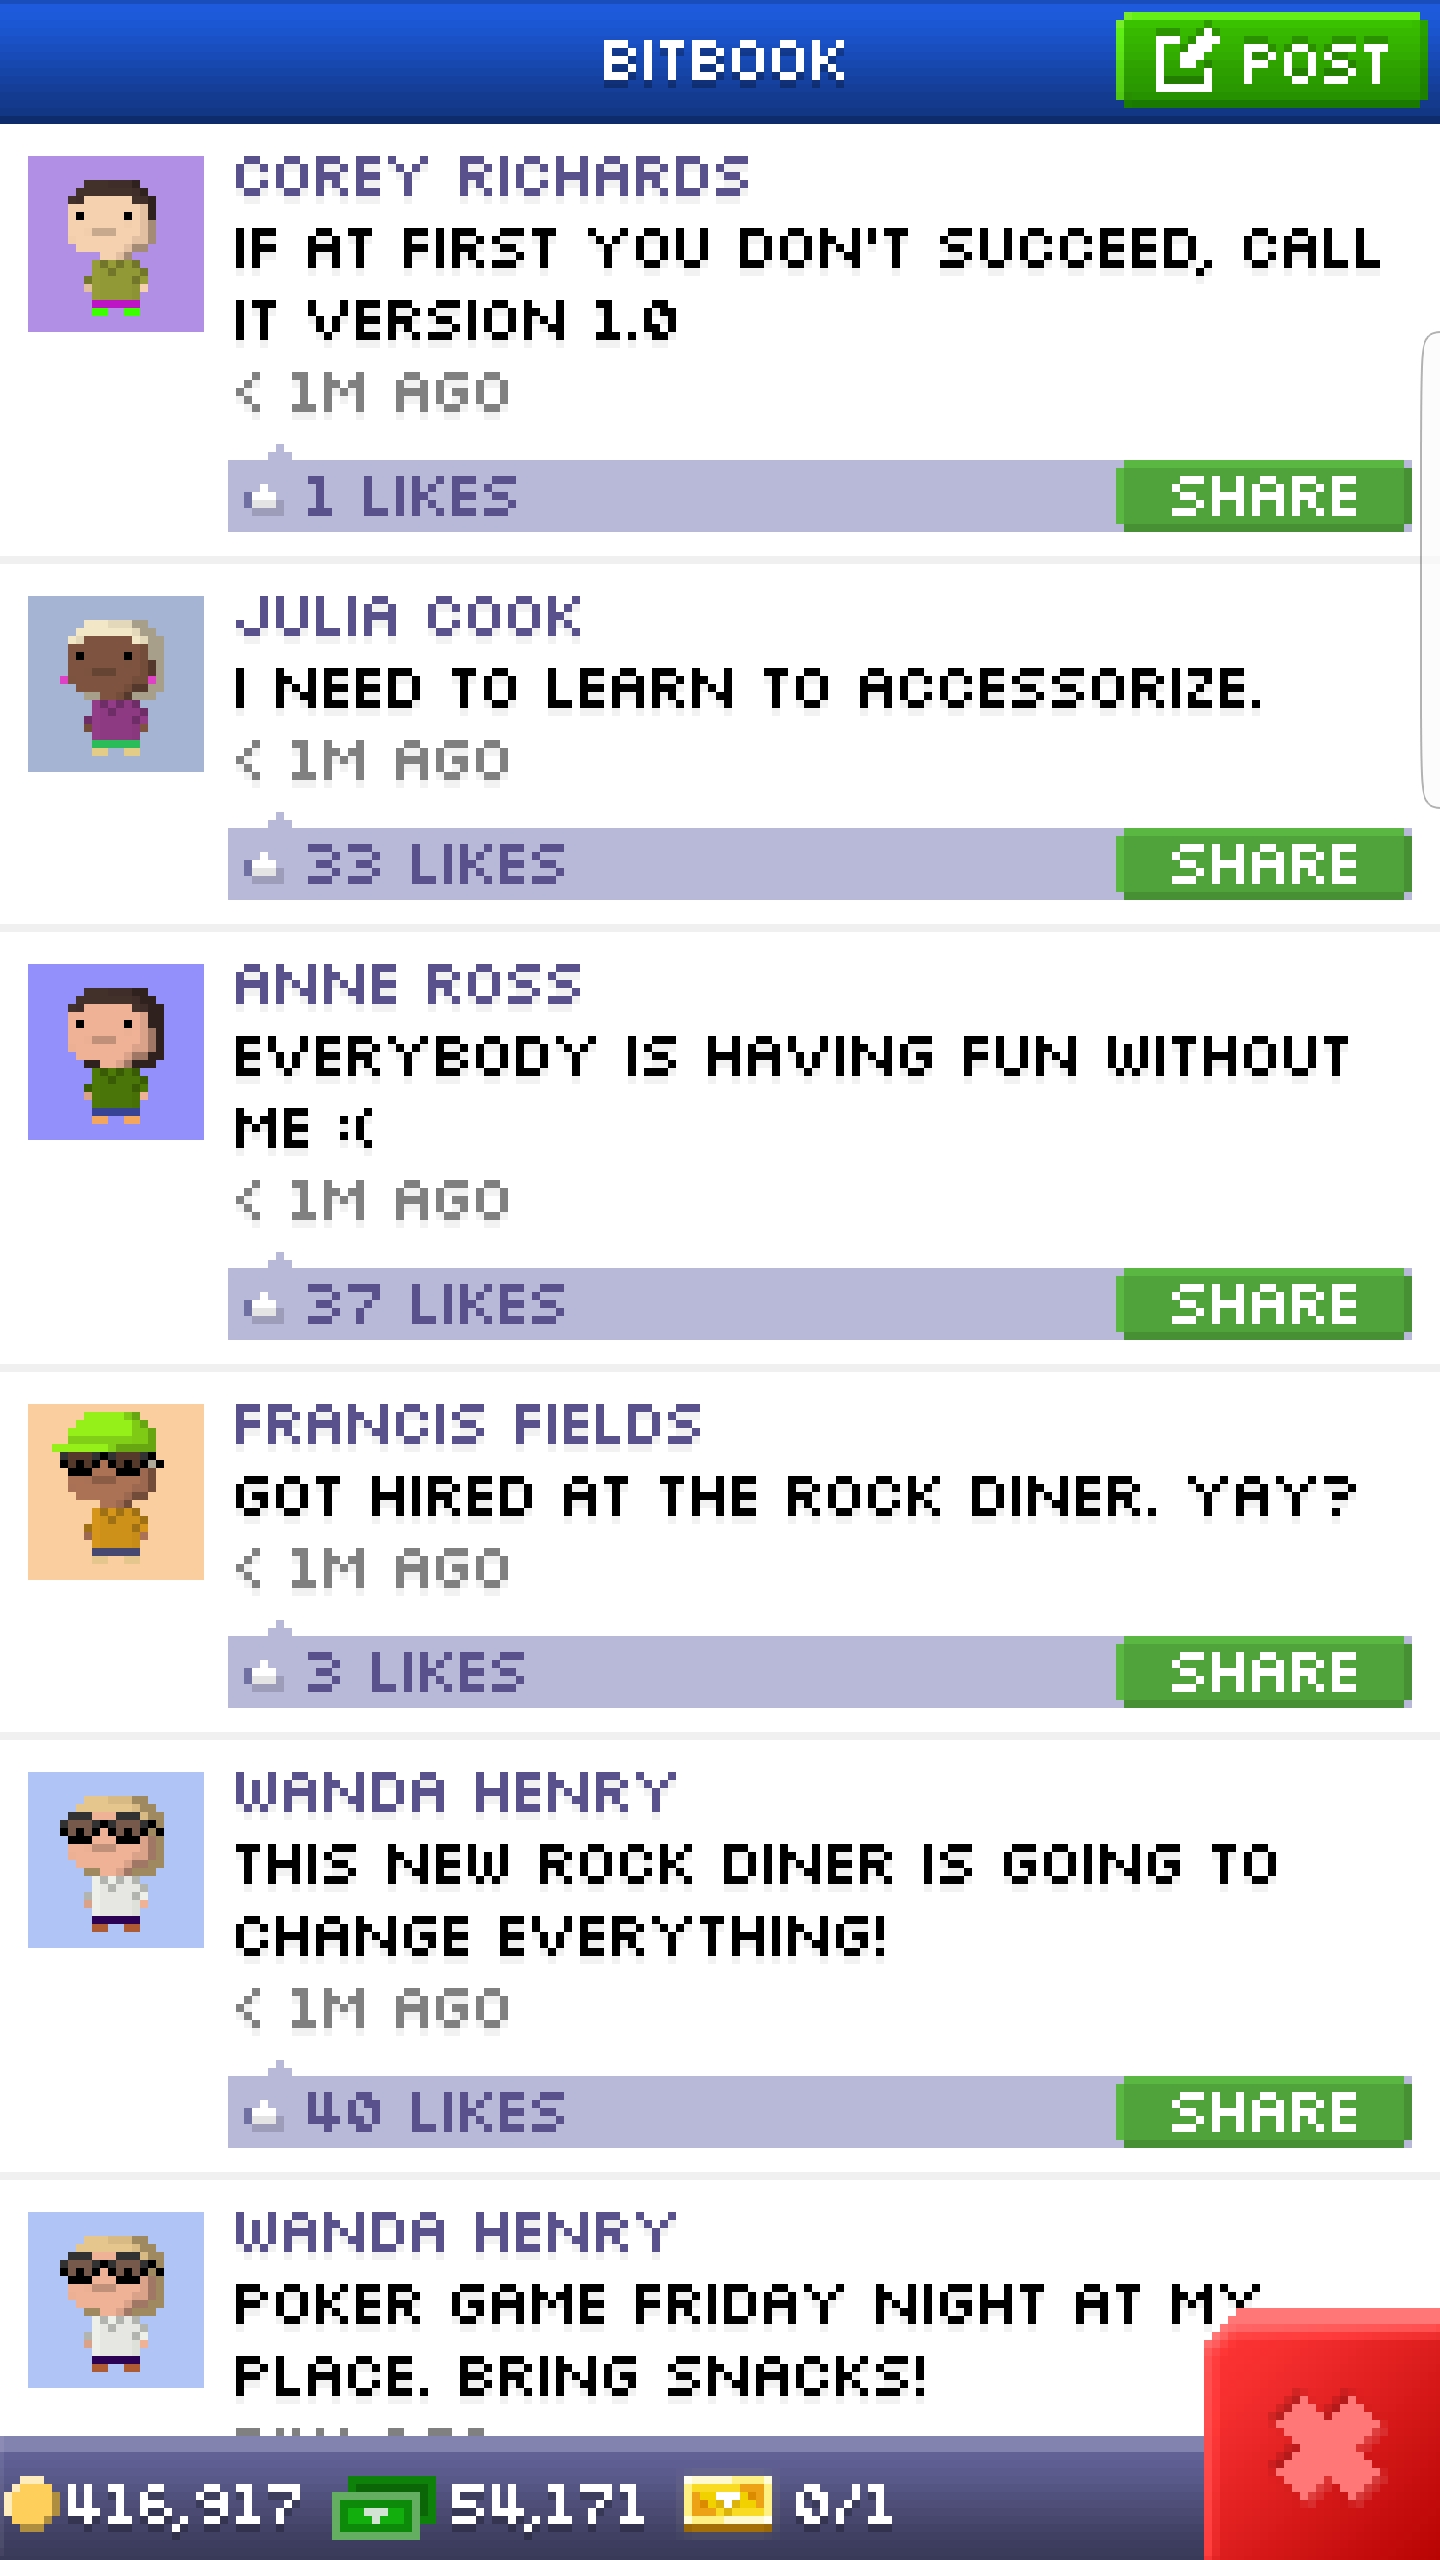 BITBOOK
POST
COREY RICHARDS
IF AT FIRST YOU DON'T SUCCEED, CALL
IT VERSION 1.0
< 1M AGO
1 LIKES
SHARE
JULIA COOK
I NEED TO LEARN TO ACCESSORIZE.
< 1M AGO
33 LIKES
SHARE
ANNE ROSS
EVERYBODY IS HAVING FUN WITHOUT
ME :(
< 1M AGO
37 LIKES
SHARE
FRANCIS FIELDS
GOT HIRED AT THE ROCK DINER. YAY?
< 1M AGO
3 LIKES
SHARE
WANDA HENRY
THIS NEW ROCK DINER IS GOING TO
CHANGE EVERYTHING!
< 1M AGO
40 LIKES
SHARE
WANDA HENRY
POKER GAME FRIDAY NIGHT AT MY
PLACE. BRING SNACKS!
416,917 54,171 0/1